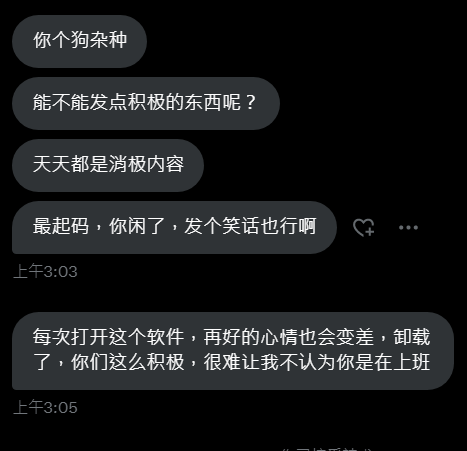 你个狗杂种
能不能发点积极的东西呢？
天天都是消极内容
最起码，你闲了，发个笑话也行啊
上午3:03
每次打开这个软件，再好的心情也会变差，卸载
了，你们这么积极，很难让我不认为你是在上班
上午3:05